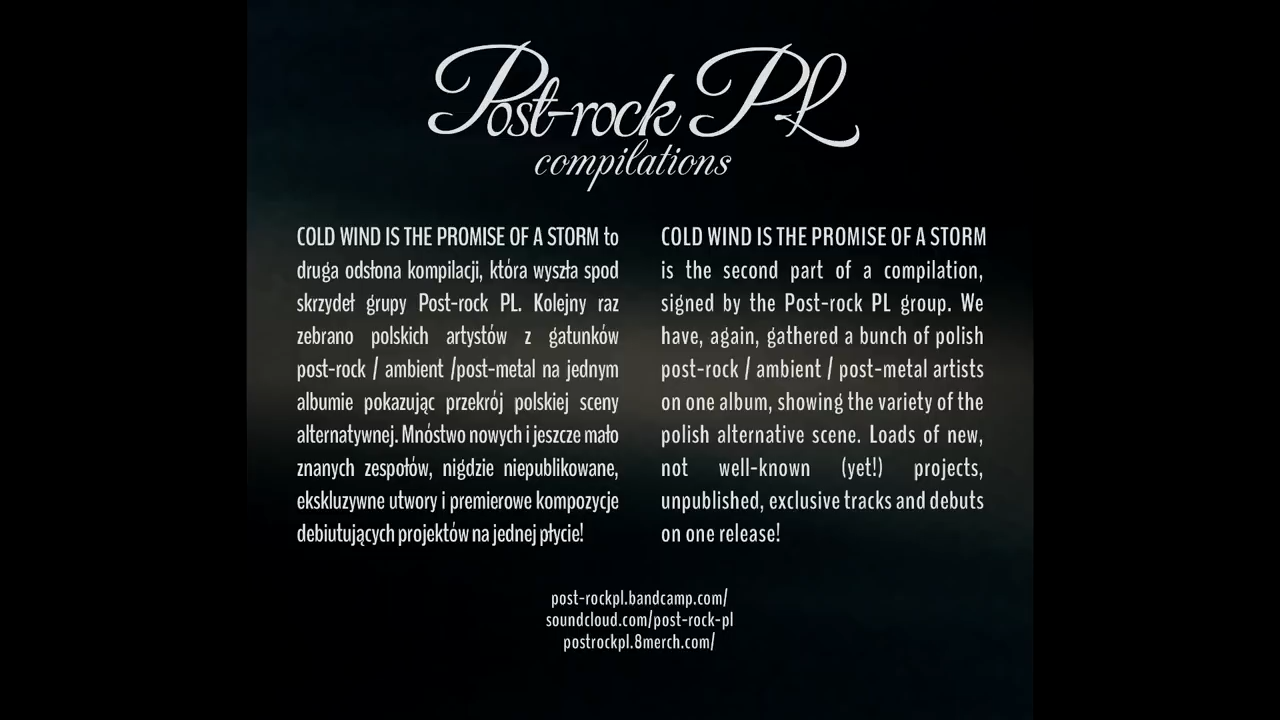 Post-rock PL
compilations
COLD WIND IS THE PROMISE OF A STORM to
druga odsłona kompilacji, która wyszła spod
skrzydeł grupy Post-rock PL. Kolejny raz
zebrano polskich artystów z gatunków
post-rock / ambient /post-metal na jednym
albumie pokazując przekrój polskiej sceny
alternatywnej. Mnóstwo nowych i jeszcze mało
znanych zespołów, nigdzie niepublikowane,
ekskluzywne utwory i premierowe kompozycje
debiutujących projektów na jednej płycie!
COLD WIND IS THE PROMISE OF A STORM
is the second part of a compilation,
signed by the Post-rock PL group. We
have, again, gathered a bunch of polish
post-rock / ambient / post-metal artists
on one album, showing the variety of the
polish alternative scene. Loads of new,
not well-known (yet!) projects,
unpublished, exclusive tracks and debuts
on one release!
post-rockpl.bandcamp.com/
soundcloud.com/post-rock-pl
postrockpl.8merch.com/